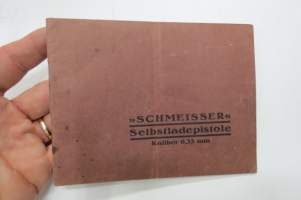 »SCHMEISSER«
Selbstladepistole
Kaliber 6,35 mm